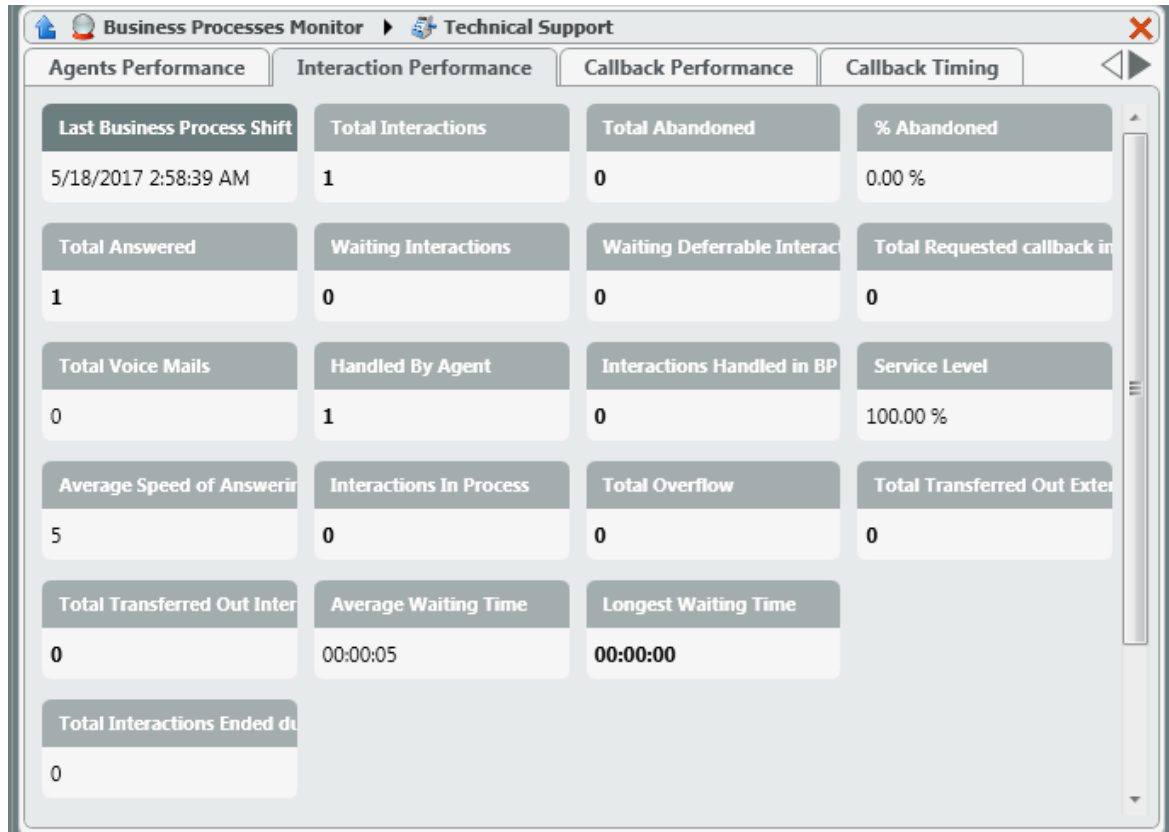 Business Processes Monitor Technical Support
Agents Performance Interaction Performance Callback Performance Callback Timing
Last Business Process Shift Total Interactions Total Abandoned % Abandoned
5/18/2017 2:58:39 AM 1 0 0.00 %
Total Answered Waiting Interactions Waiting Deferrable Interact Total Requested callback in
1 0 0 0
Total Voice Mails Handled By Agent Interactions Handled in BP Service Level
0 1 0 100.00 %
Average Speed of Answerin Interactions In Process Total Overflow Total Transferred Out Exter
5 0 0 0
Total Transferred Out Inter Average Waiting Time Longest Waiting Time
0 00:00:05 00:00:00
Total Interactions Ended du
0